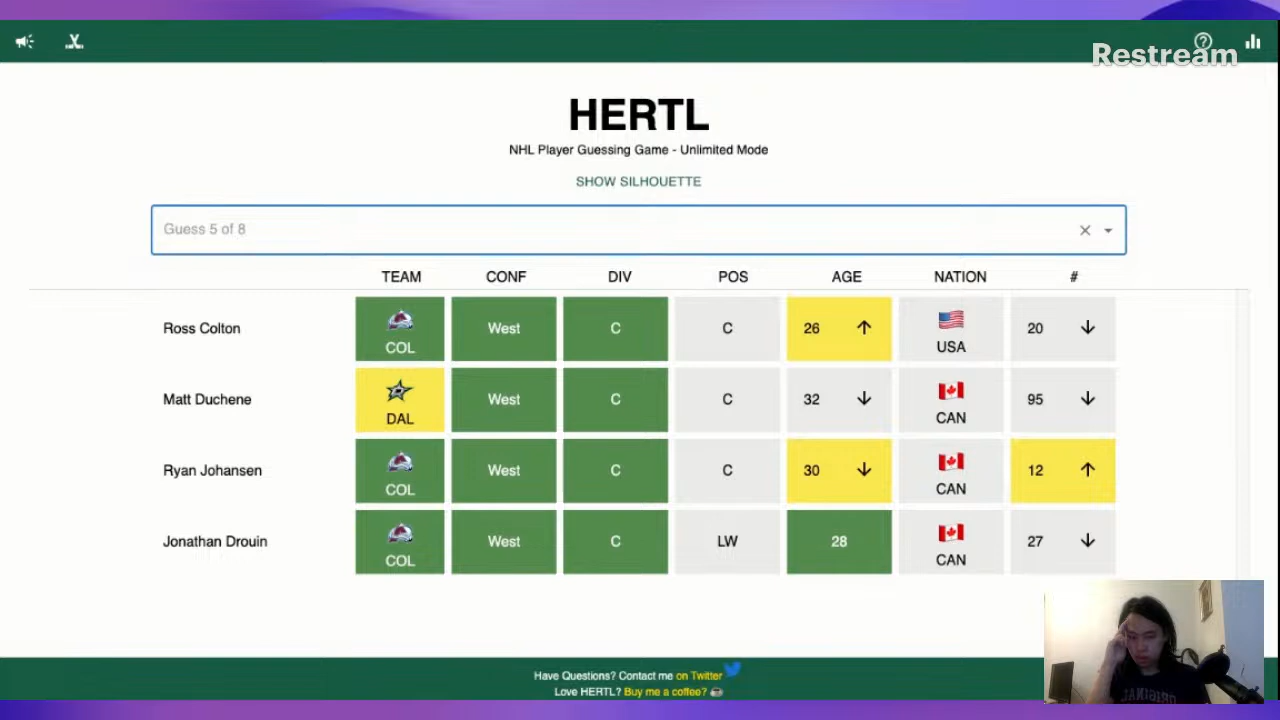 Restream
HERTL
NHL Player Guessing Game - Unlimited Mode
SHOW SILHOUETTE
Guess 5 of 8
TEAM CONF DIV POS AGE NATION #
Ross Colton COL West C C 26 USA 20
Matt Duchene DAL West C C 32 CAN 95
Ryan Johansen COL West C C 30 CAN 12
Jonathan Drouin COL West C LW 28 CAN 27
Have Questions? Contact me on Twitter
Love HERTL? Buy me a coffee?
ORIGINAL